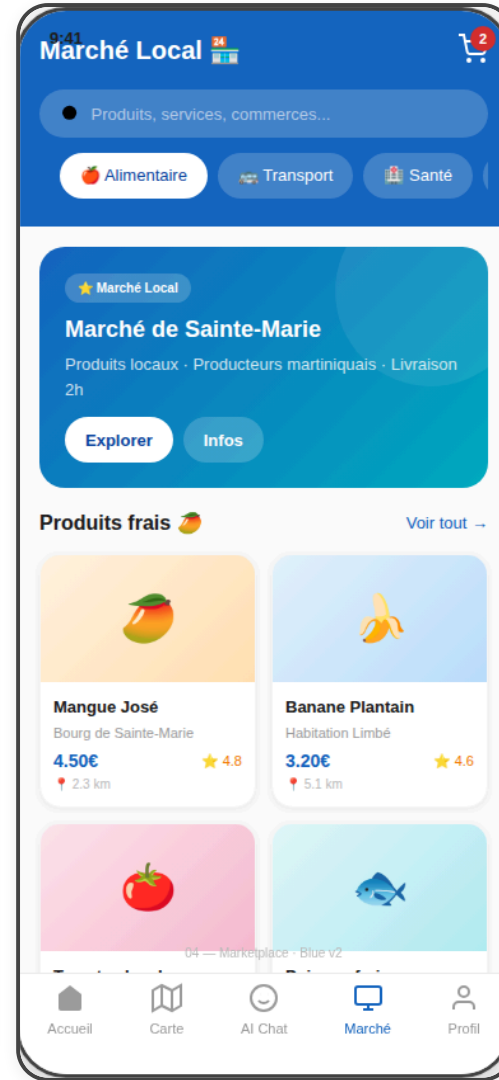 9:41
Marché Local 🏪
2
Produits, services, commerces...
🍎 Alimentaire
🚌 Transport
🏥 Santé
⭐ Marché Local
Marché de Sainte-Marie
Produits locaux · Producteurs martiniquais · Livraison
2h
Explorer
Infos
Produits frais 🥭
Voir tout →
Mangue José
Bourg de Sainte-Marie
4.50€
⭐ 4.8
📍 2.3 km
Banane Plantain
Habitation Limbé
3.20€
⭐ 4.6
📍 5.1 km
04 — Marketplace · Blue v2
Accueil
Carte
AI Chat
Marché
Profil